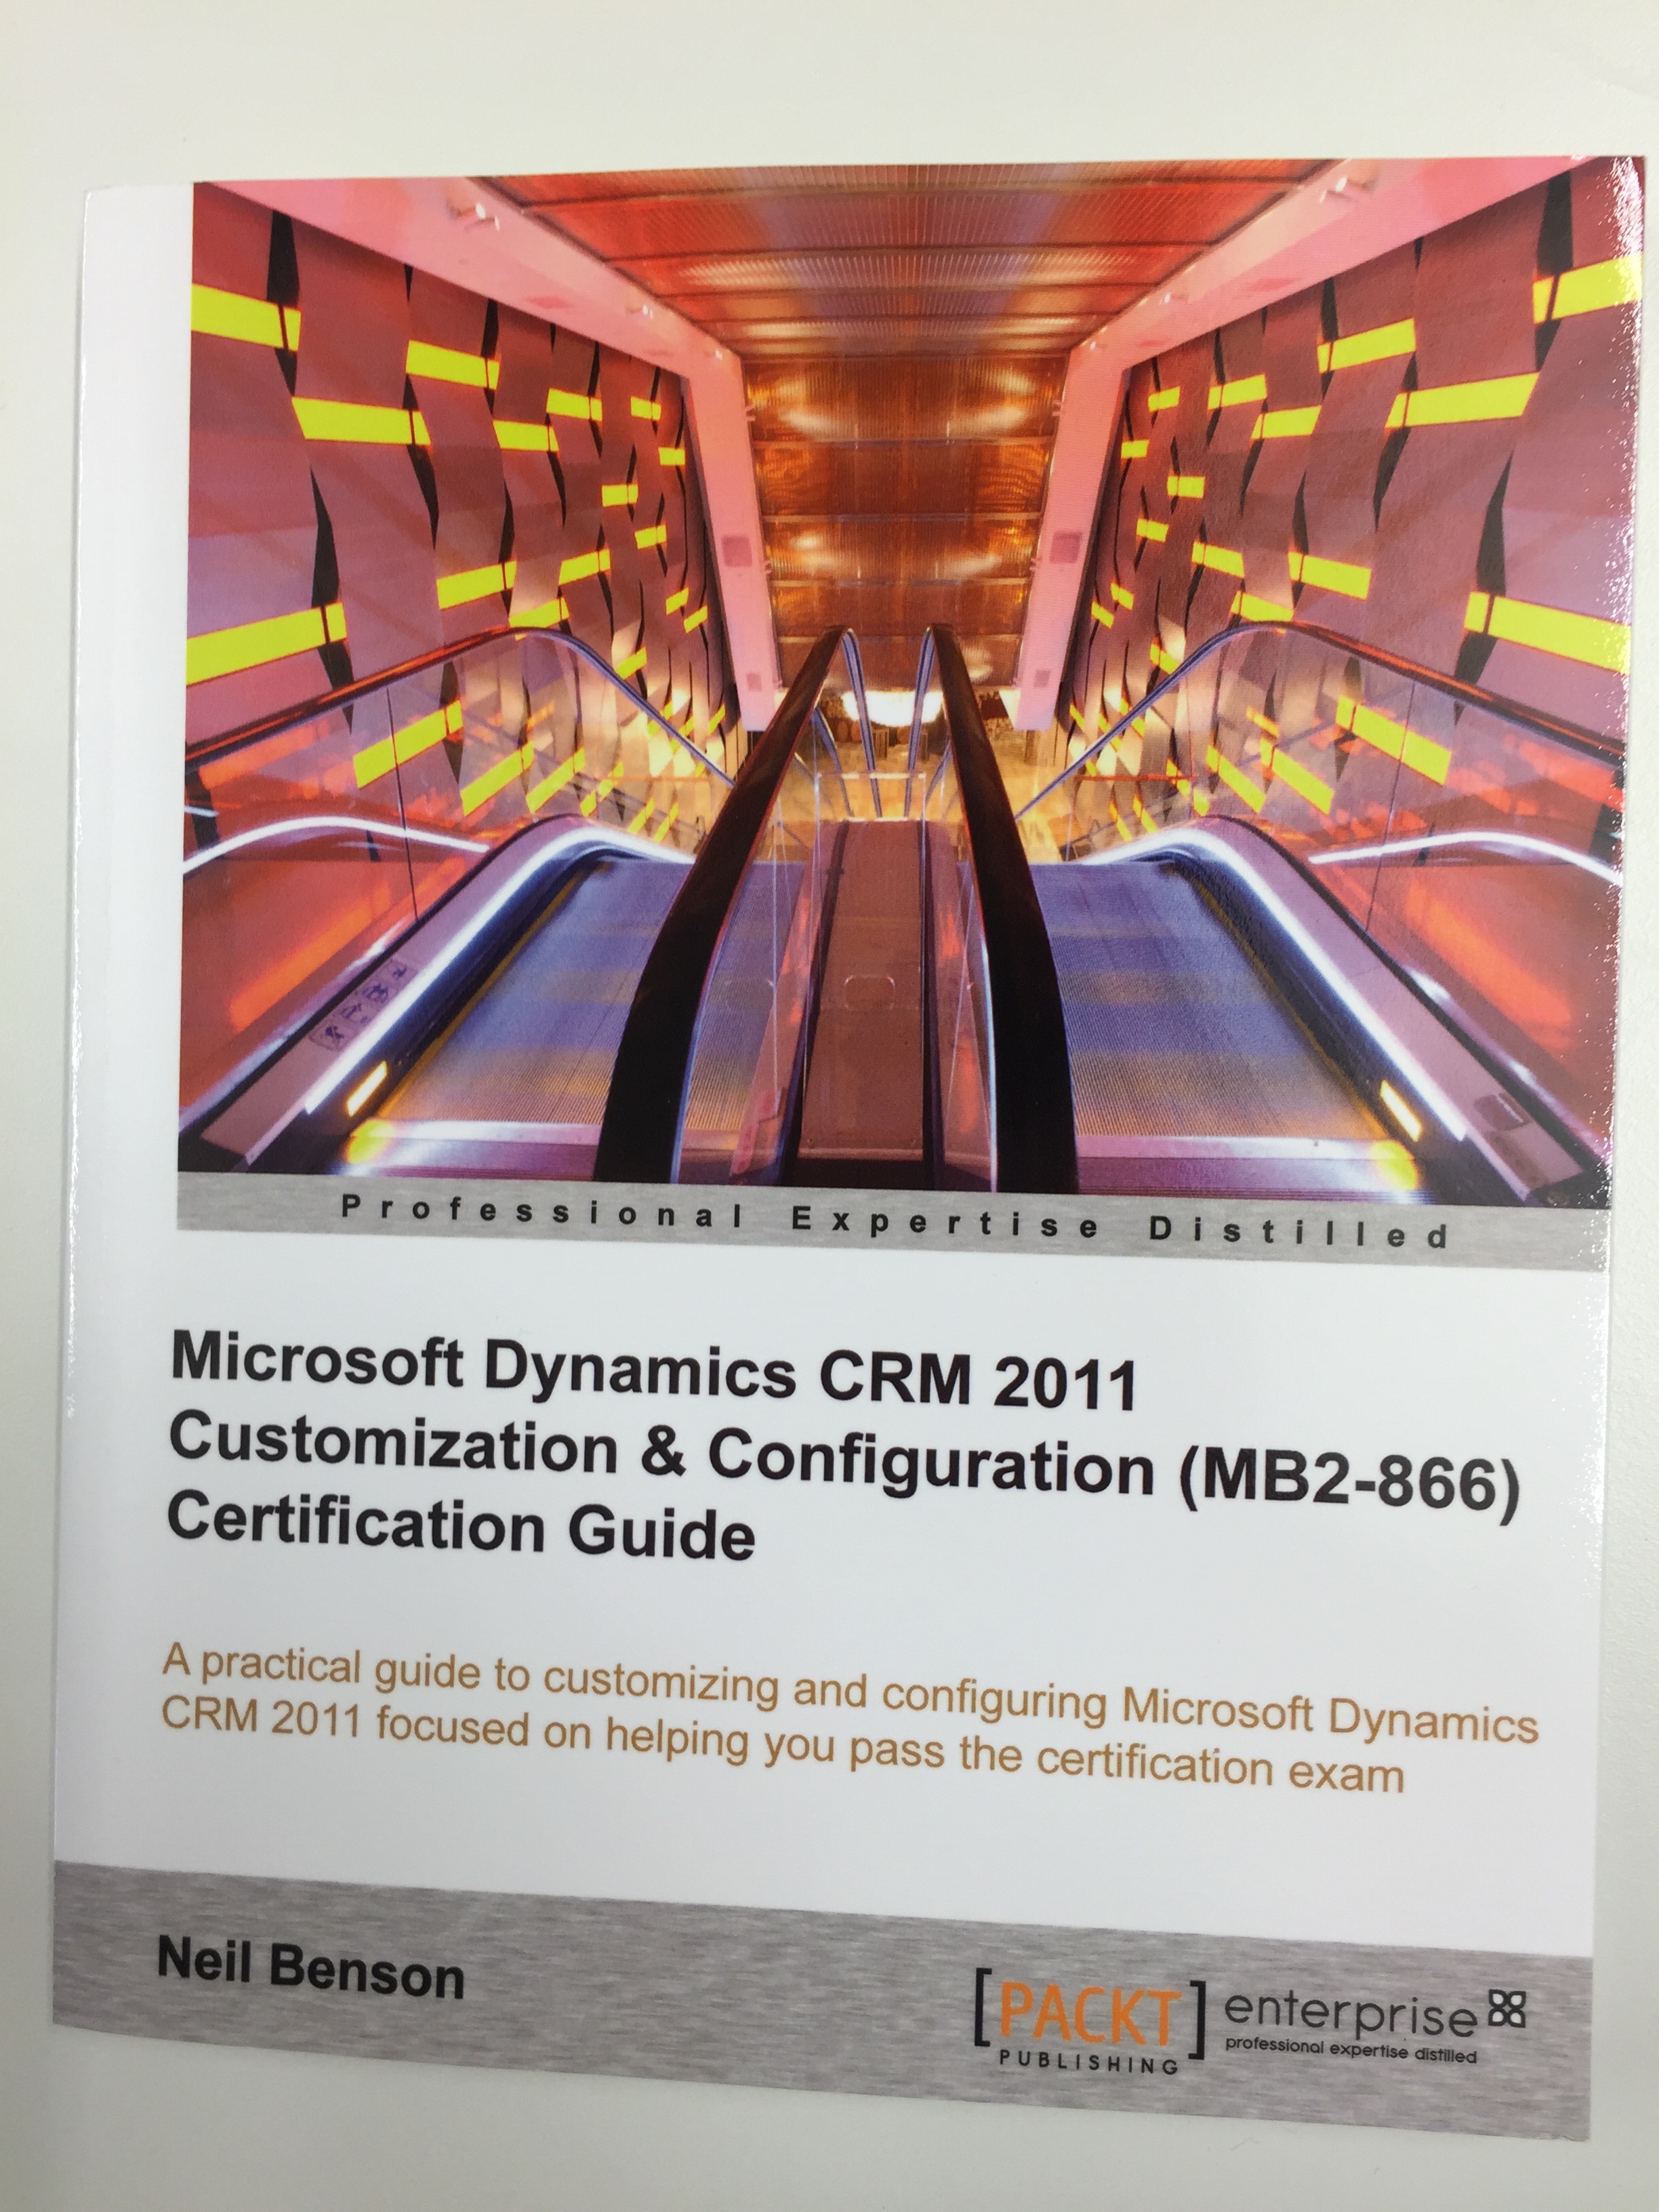 Professional Expertise Distilled
Microsoft Dynamics CRM 2011
Customization & Configuration (MB2-866)
Certification Guide
A practical guide to customizing and configuring Microsoft Dynamics
CRM 2011 focused on helping you pass the certification exam
Neil Benson
[PACKT]
PUBLISHING
enterprise
professional expertise distilled